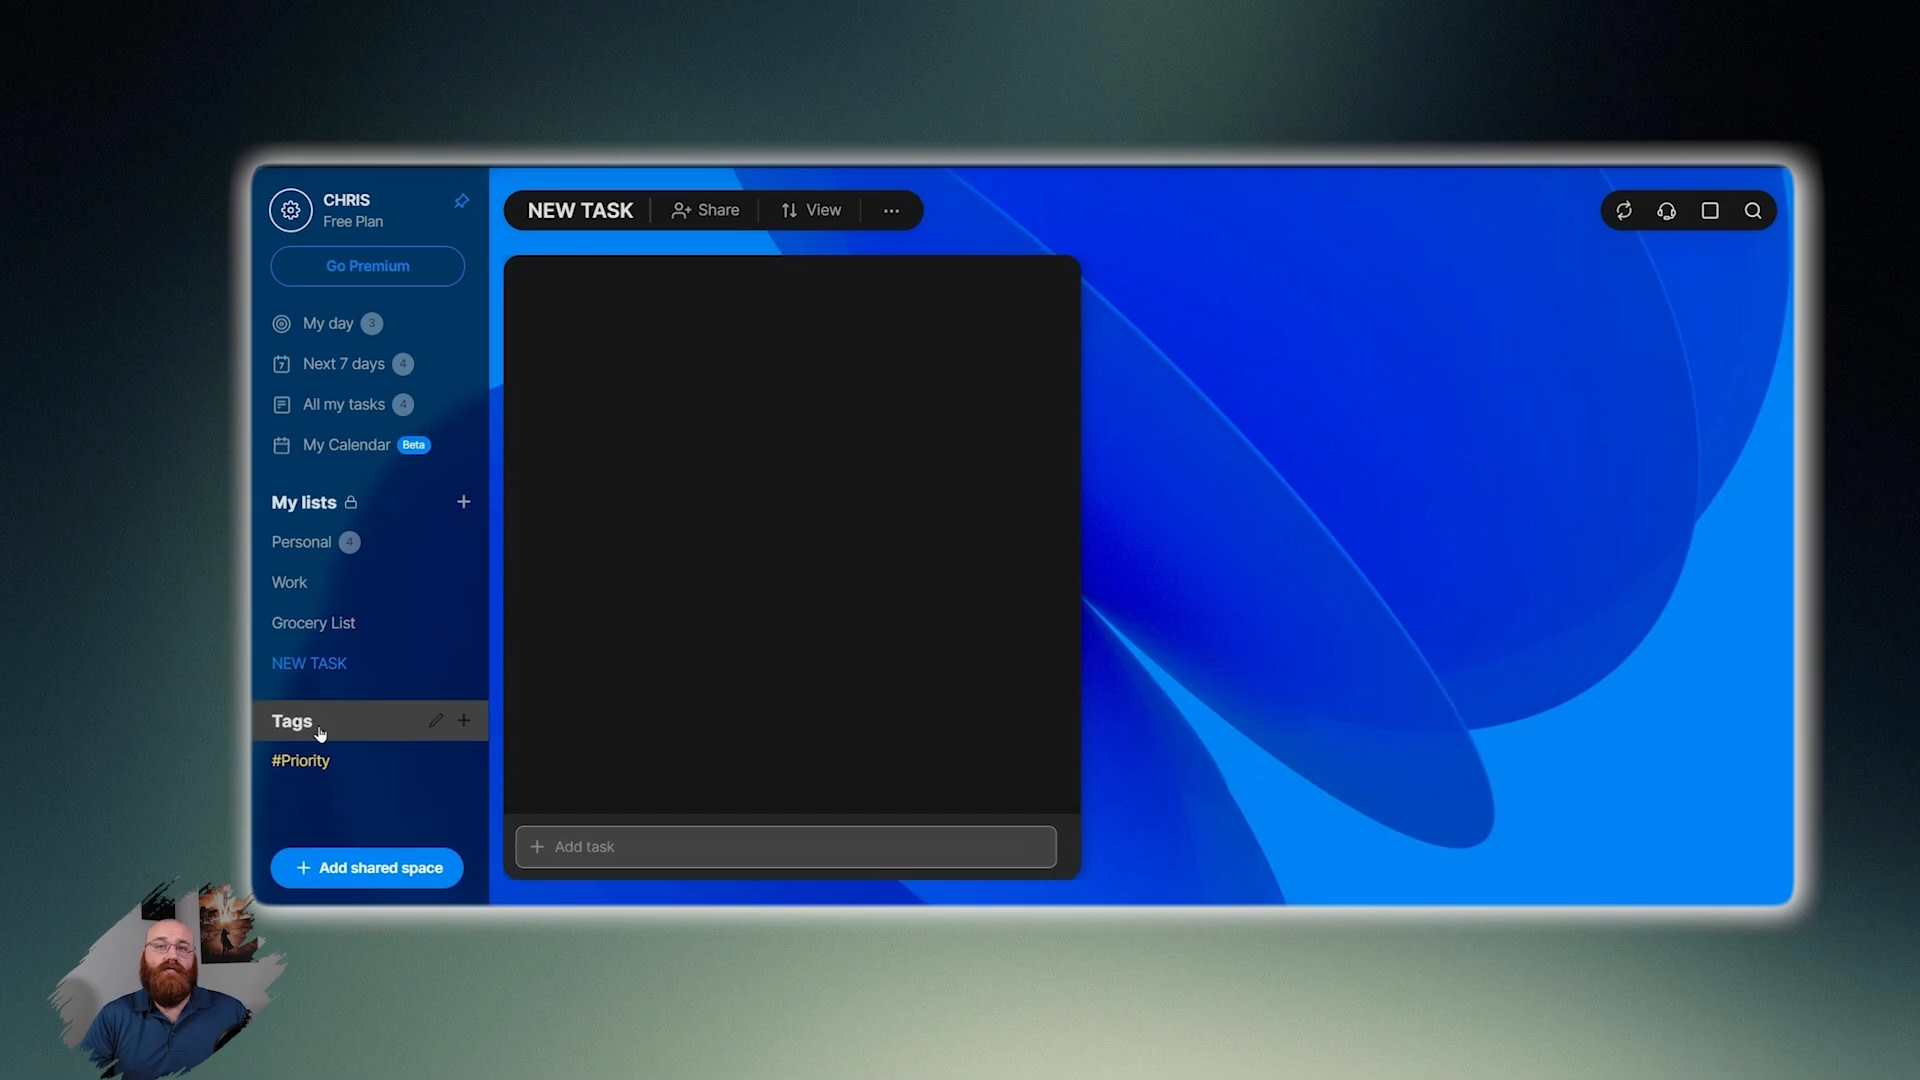 CHRIS
Free Plan
Go Premium
My day 3
Next 7 days 4
All my tasks 4
My Calendar Beta
My lists
Personal 4
Work
Grocery List
NEW TASK
Tags
#Priority
Add shared space
NEW TASK
Share
View
Add task